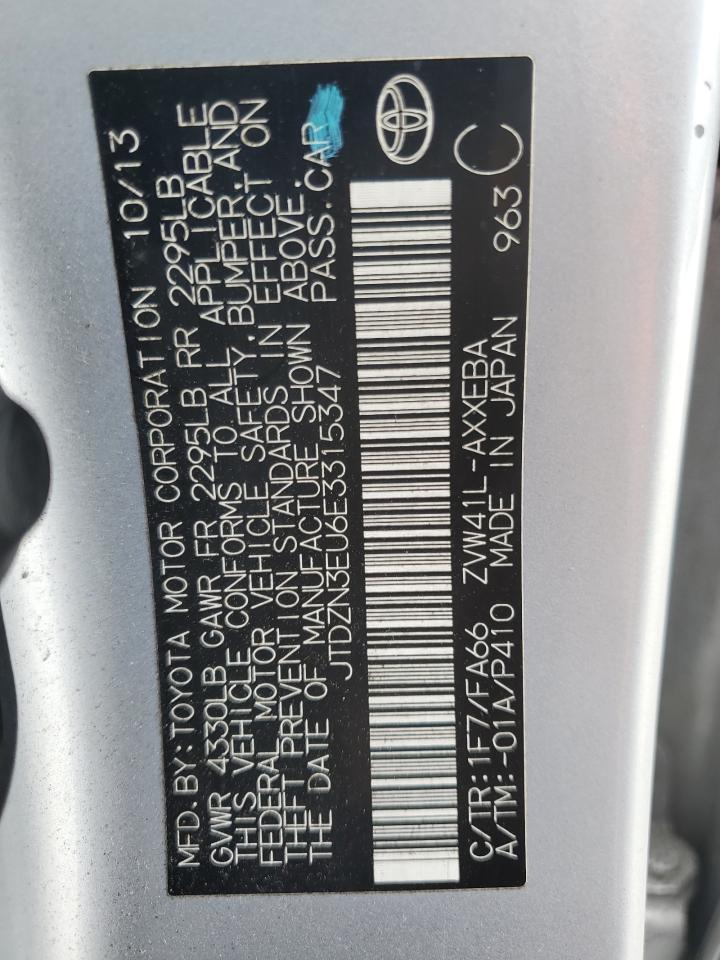 MFD.BY:TOYOTA MOTOR CORPORATION 10/13
GVWR 4330LB GAWR FR 2295LB RR 2295LB
THIS VEHICLE CONFORMS TO ALL APPLICABLE
FEDERAL MOTOR VEHICLE SAFETY, BUMPER, AND
THEFT PREVENTION STANDARDS IN EFFECT ON
THE DATE OF MANUFACTURE SHOWN ABOVE.
JTDZN3EU6E3315347 PASS.CAR
C/TR:1F7/FA66 ZVW41L-AXXEBA
A/TM:-01A/P410 MADE IN JAPAN 963 C